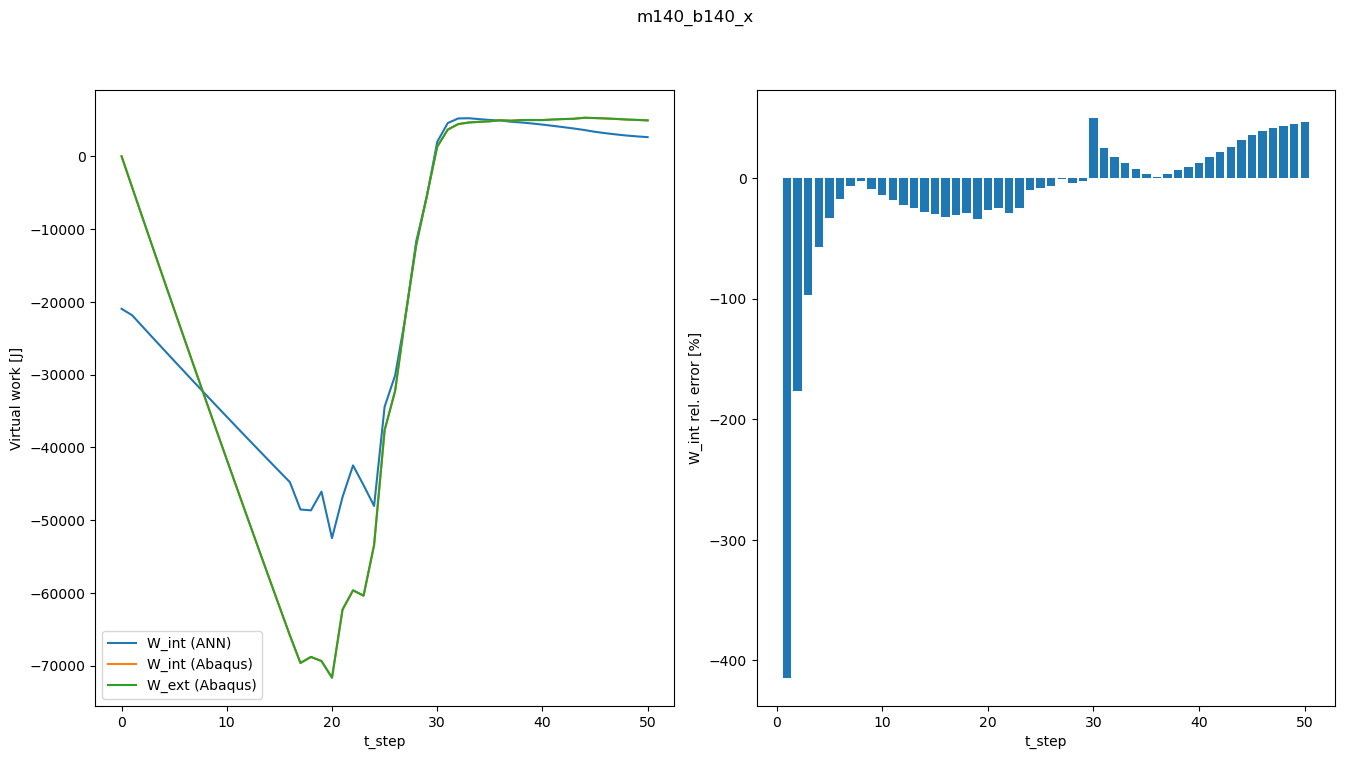 m140_b140_x
Virtual work [J]
0
−10000
−20000
−30000
−40000
−50000
−60000
−70000
W_int (ANN)
W_int (Abaqus)
W_ext (Abaqus)
0 10 20 30 40 50
t_step
W_int rel. error [%]
0
−100
−200
−300
−400
0 10 20 30 40 50
t_step